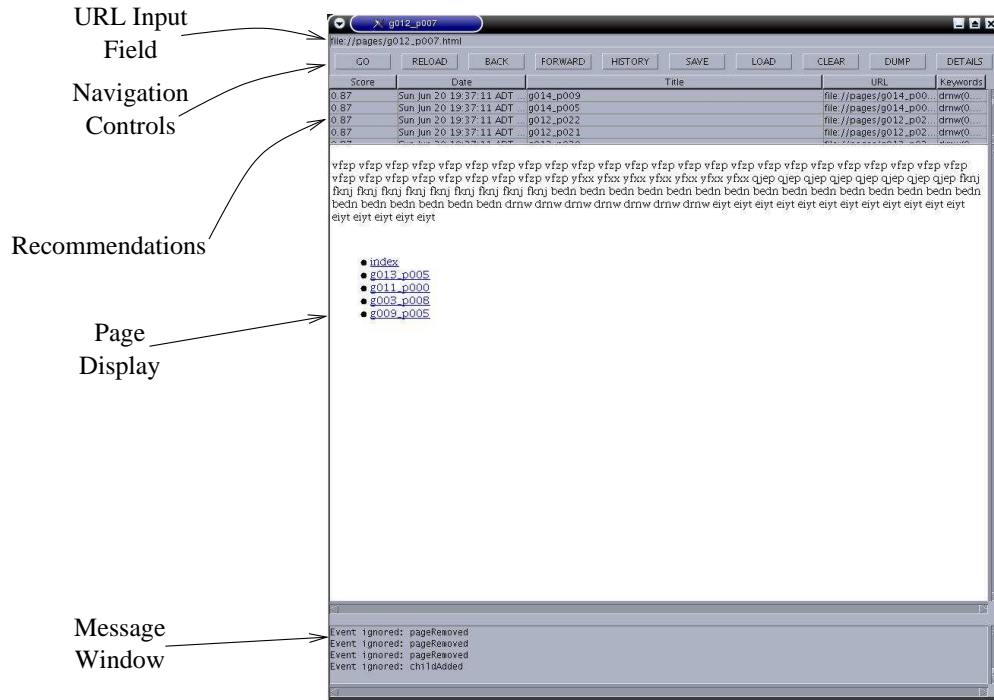 URL Input
Field
Navigation
Controls
Recommendations
Page
Display
Message
Window
g012_p007
file://pages/g012_p007.html
GO RELOAD BACK FORWARD HISTORY SAVE LOAD CLEAR DUMP DETAILS
Score Date Title URL Keywords
0.87 Sun Jun 20 19:37:11 ADT ... g014_p009 file://pages/g014_p00... drnw(0....
0.87 Sun Jun 20 19:37:11 ADT ... g014_p005 file://pages/g014_p00... drnw(0....
0.87 Sun Jun 20 19:37:11 ADT ... g012_p022 file://pages/g012_p02... drnw(0....
0.87 Sun Jun 20 19:37:11 ADT ... g012_p021 file://pages/g012_p02... drnw(0....
vfzp vfzp vfzp vfzp vfzp vfzp vfzp vfzp vfzp vfzp vfzp vfzp vfzp vfzp vfzp vfzp vfzp vfzp vfzp vfzp vfzp vfzp vfzp vfzp
vfzp vfzp vfzp vfzp vfzp vfzp vfzp vfzp vfzp yfxx yfxx yfxx yfxx yfxx yfxx yfxx qjep qjep qjep qjep qjep qjep qjep qjep fknj
fknj fknj fknj fknj fknj fknj fknj fknj fknj bedn bedn bedn bedn bedn bedn bedn bedn bedn bedn bedn bedn bedn bedn bedn
bedn bedn bedn bedn bedn bedn drnw drnw drnw drnw drnw drnw drnw eiyt eiyt eiyt eiyt eiyt eiyt eiyt eiyt eiyt eiyt eiyt eiyt
eiyt eiyt eiyt eiyt eiyt
index
g013_p005
g011_p000
g003_p008
g009_p005
Event ignored: pageRemoved
Event ignored: pageRemoved
Event ignored: pageRemoved
Event ignored: childAdded